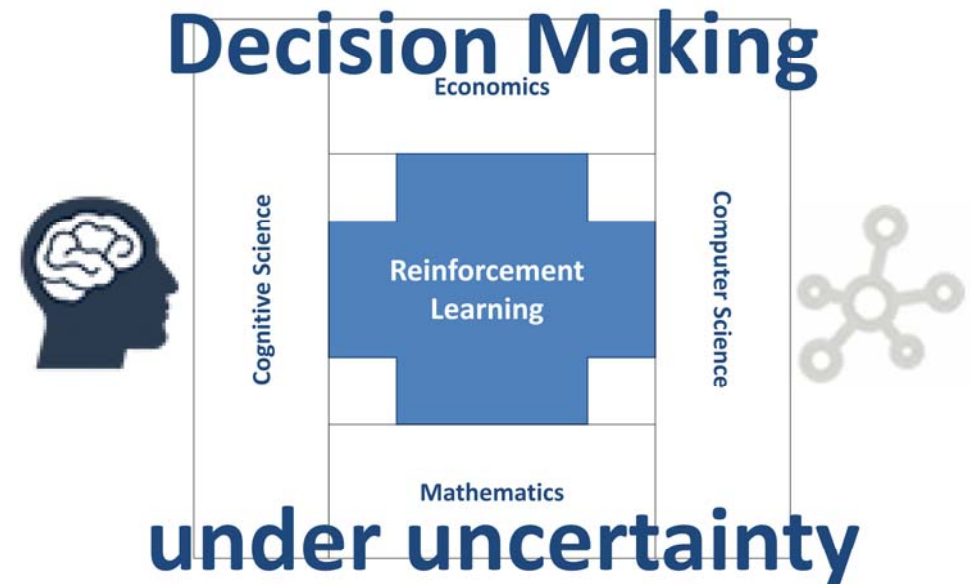 Decision Making
Economics
Cognitive Science
Reinforcement
Learning
Computer Science
Mathematics
under uncertainty